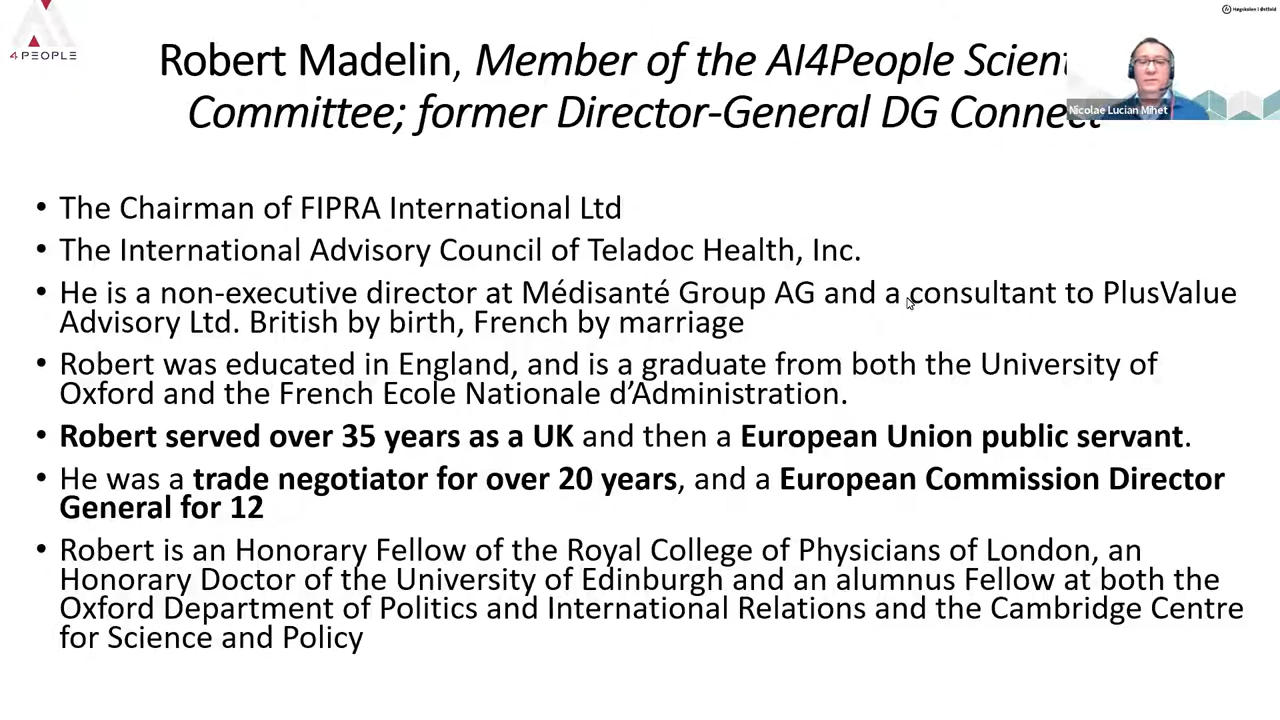 4PEOPLE
Høgskolen i Østfold
Robert Madelin, Member of the AI4People Scient
Committee; former Director-General DG Connect
Nicolae Lucian Mihet
• The Chairman of FIPRA International Ltd
• The International Advisory Council of Teladoc Health, Inc.
• He is a non-executive director at Médisanté Group AG and a consultant to PlusValue
Advisory Ltd. British by birth, French by marriage
• Robert was educated in England, and is a graduate from both the University of
Oxford and the French Ecole Nationale d’Administration.
• Robert served over 35 years as a UK and then a European Union public servant.
• He was a trade negotiator for over 20 years, and a European Commission Director
General for 12
• Robert is an Honorary Fellow of the Royal College of Physicians of London, an
Honorary Doctor of the University of Edinburgh and an alumnus Fellow at both the
Oxford Department of Politics and International Relations and the Cambridge Centre
for Science and Policy